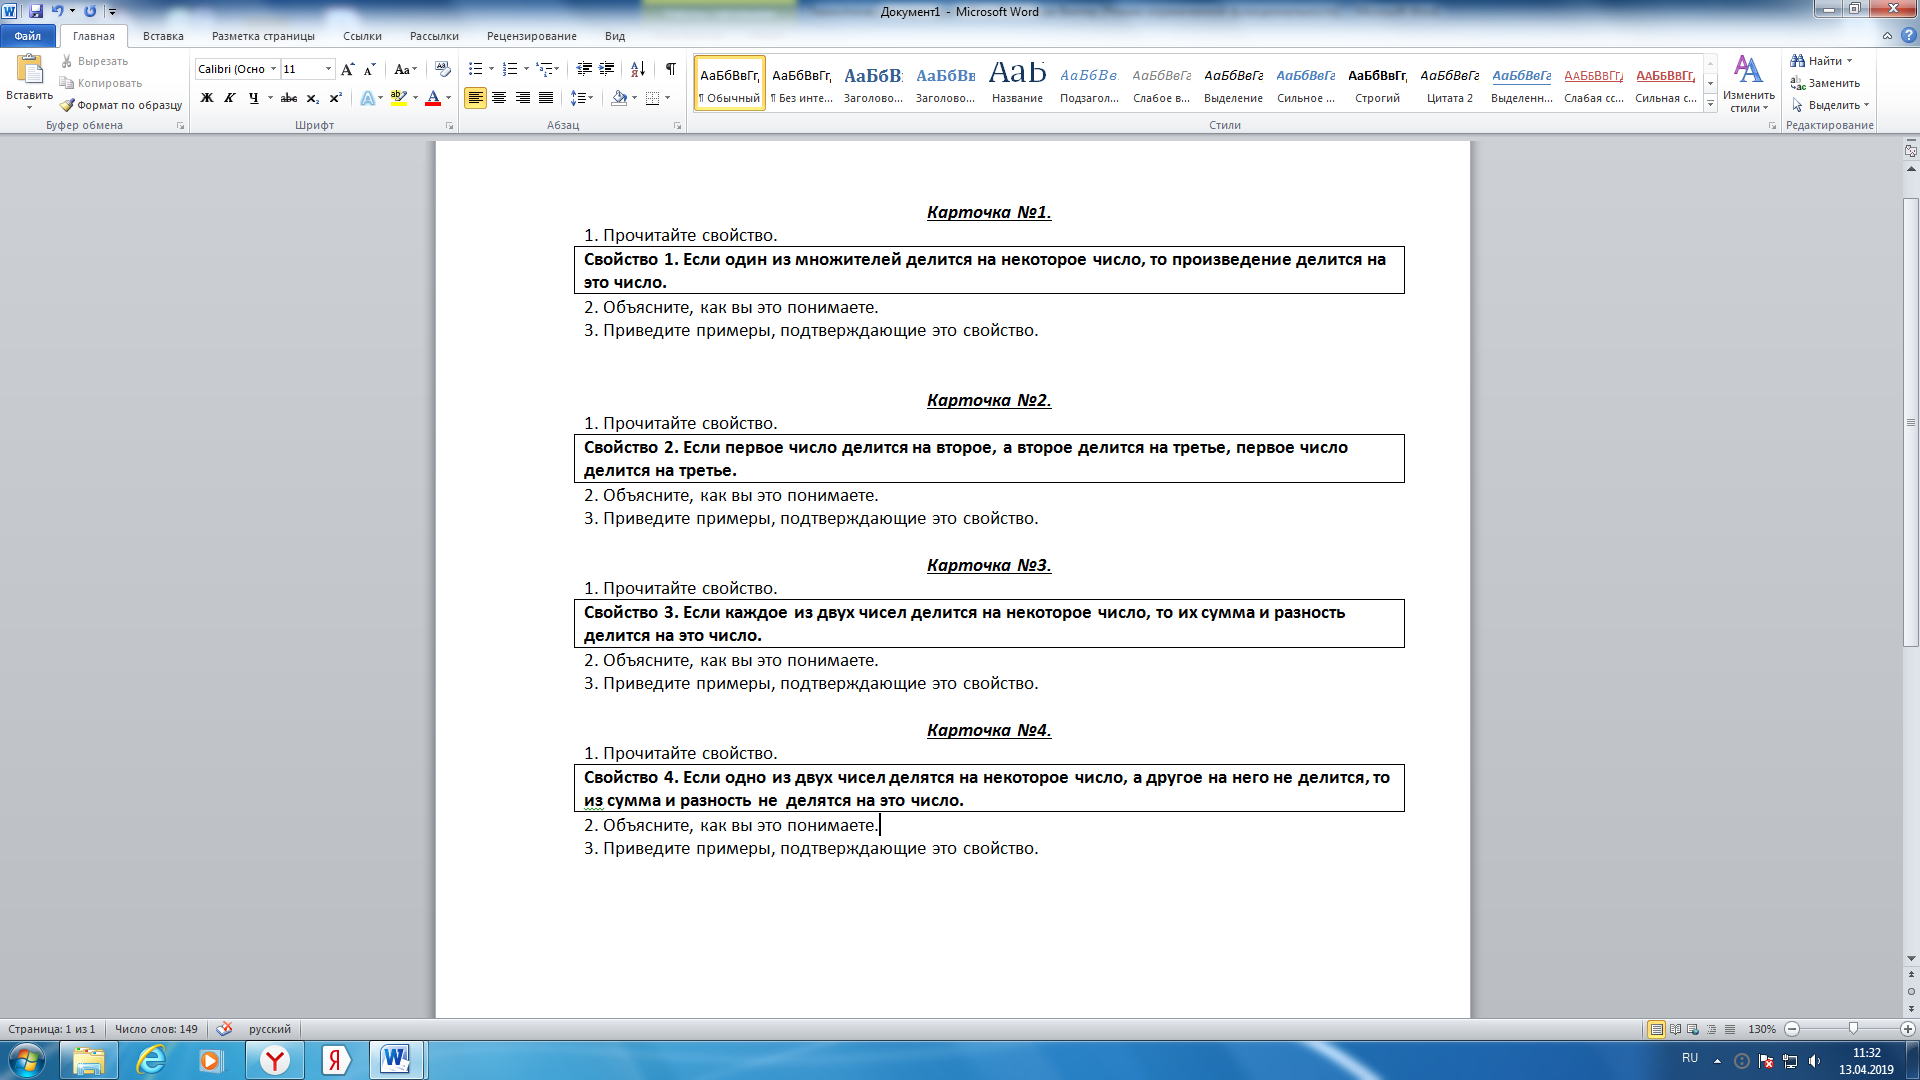 Документ1 - Microsoft Word
Файл
Главная
Вставка
Разметка страницы
Ссылки
Рассылки
Рецензирование
Вид
Вставить
Вырезать
Копировать
Формат по образцу
Буфер обмена
Calibri (Осно
11
Шрифт
Абзац
АаБбВвГг,
¶ Обычный
АаБбВвГг,
¶ Без инте...
АаБбВ
Заголово...
АаБбВв
Заголово...
АаБ
Название
АаБбВв.
Подзагол...
АаБбВвГг
Слабое в...
АаБбВвГг
Выделение
АаБбВвГг
Сильное ...
АаБбВвГг,
Строгий
АаБбВвГг
Цитата 2
АаБбВвГг
Выделенн...
АаБбВвГг,
Слабая сс...
АаБбВвГг,
Сильная с...
Стили
Изменить
стили
Найти
Заменить
Выделить
Редактирование
Карточка №1.
1. Прочитайте свойство.
Свойство 1. Если один из множителей делится на некоторое число, то произведение делится на
это число.
2. Объясните, как вы это понимаете.
3. Приведите примеры, подтверждающие это свойство.
Карточка №2.
1. Прочитайте свойство.
Свойство 2. Если первое число делится на второе, а второе делится на третье, первое число
делится на третье.
2. Объясните, как вы это понимаете.
3. Приведите примеры, подтверждающие это свойство.
Карточка №3.
1. Прочитайте свойство.
Свойство 3. Если каждое из двух чисел делится на некоторое число, то их сумма и разность
делится на это число.
2. Объясните, как вы это понимаете.
3. Приведите примеры, подтверждающие это свойство.
Карточка №4.
1. Прочитайте свойство.
Свойство 4. Если одно из двух чисел делятся на некоторое число, а другое на него не делится, то
из сумма и разность не делятся на это число.
2. Объясните, как вы это понимаете.
3. Приведите примеры, подтверждающие это свойство.
Страница: 1 из 1
Число слов: 149
русский
130%
RU
11:32
13.04.2019